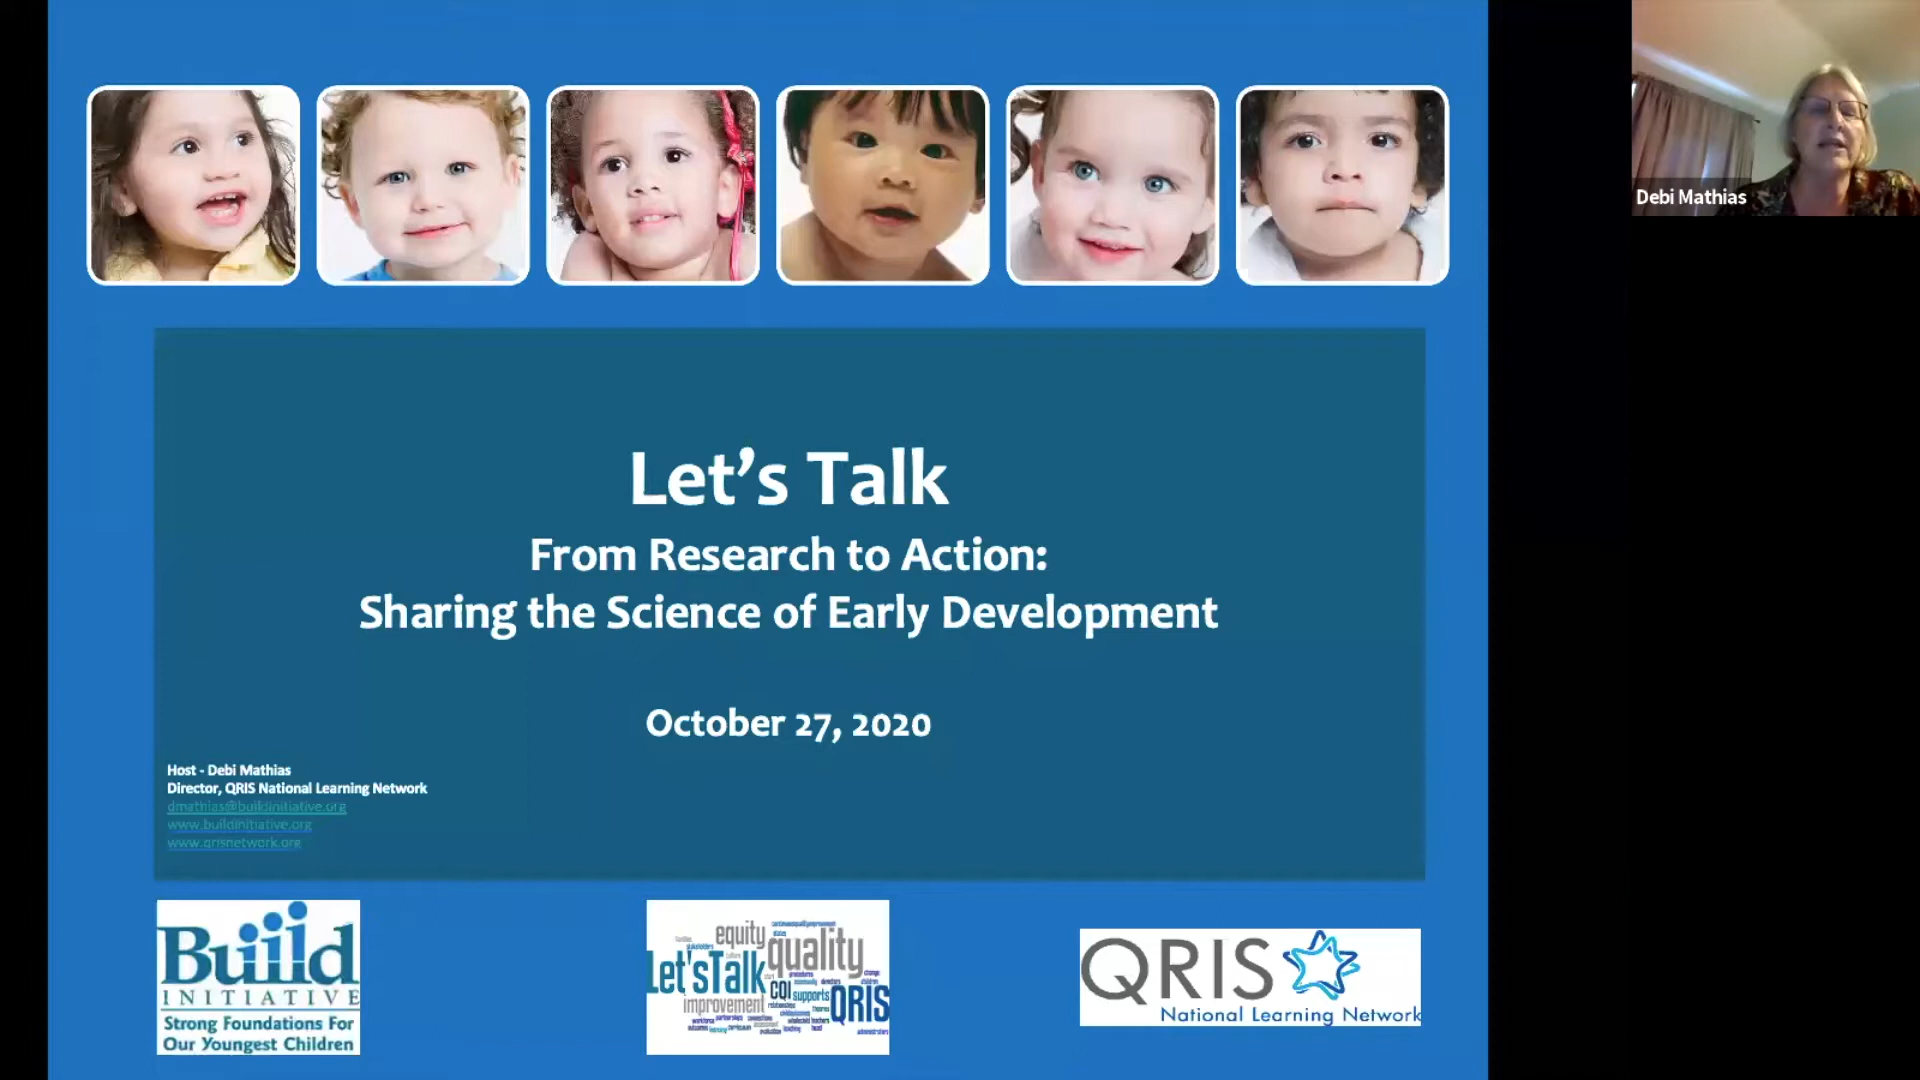 Debi Mathias
Let's Talk
From Research to Action:
Sharing the Science of Early Development
October 27, 2020
Host - Debi Mathias
Director, QRIS National Learning Network
dmathias@buildinitiative.org
www.buildinitiative.org
www.qrisnetwork.org
Build
INITIATIVE
Strong Foundations For
Our Youngest Children
equity
quality
Let'sTalk
CQI
supports
improvement
QRIS
QRIS
National Learning Network